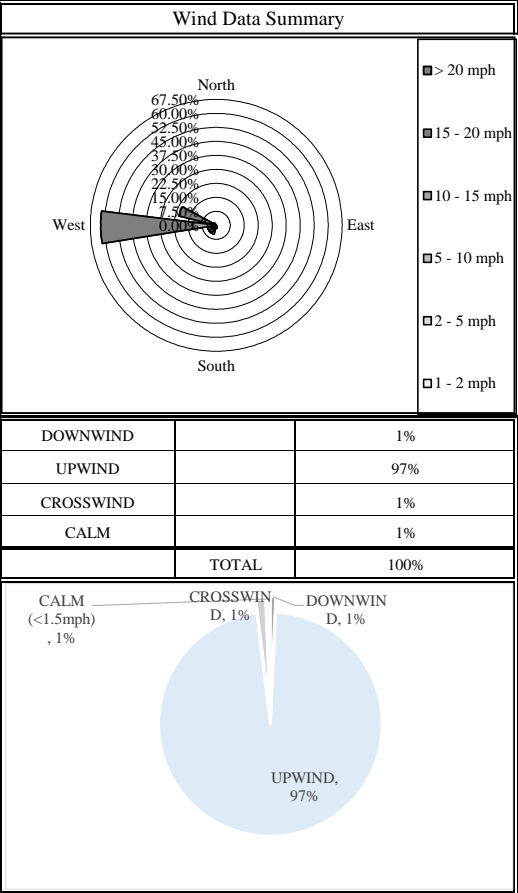 Wind Data Summary
North
67.50%
60.00%
52.50%
45.00%
37.50%
30.00%
22.50%
15.00%
7.50%
0.00%
West
East
South
> 20 mph
15 - 20 mph
10 - 15 mph
5 - 10 mph
2 - 5 mph
1 - 2 mph
DOWNWIND 1%
UPWIND 97%
CROSSWIND 1%
CALM 1%
TOTAL 100%
CALM
(<1.5mph)
, 1%
CROSSWIN
D, 1%
DOWNWIN
D, 1%
UPWIND,
97%